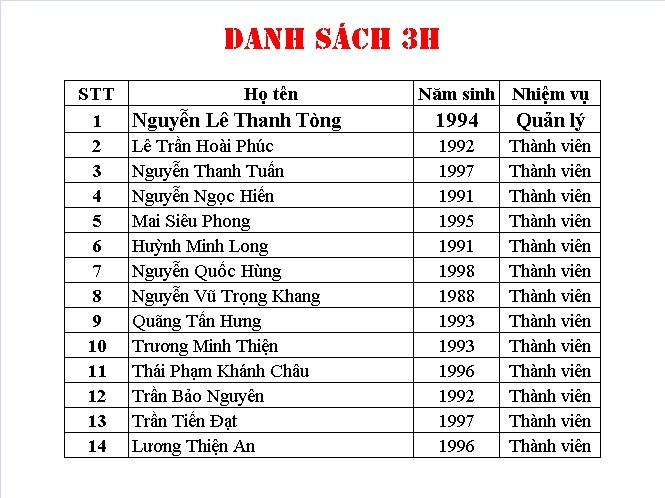 DANH SÁCH 3H
STT Họ tên Năm sinh Nhiệm vụ
1 Nguyễn Lê Thanh Tòng 1994 Quản lý
2 Lê Trần Hoài Phúc 1992 Thành viên
3 Nguyễn Thanh Tuấn 1997 Thành viên
4 Nguyễn Ngọc Hiến 1991 Thành viên
5 Mai Siêu Phong 1995 Thành viên
6 Huỳnh Minh Long 1991 Thành viên
7 Nguyễn Quốc Hùng 1998 Thành viên
8 Nguyễn Vũ Trọng Khang 1988 Thành viên
9 Quãng Tấn Hưng 1993 Thành viên
10 Trương Minh Thiện 1993 Thành viên
11 Thái Phạm Khánh Châu 1996 Thành viên
12 Trần Bảo Nguyên 1992 Thành viên
13 Trần Tiến Đạt 1997 Thành viên
14 Lương Thiện An 1996 Thành viên